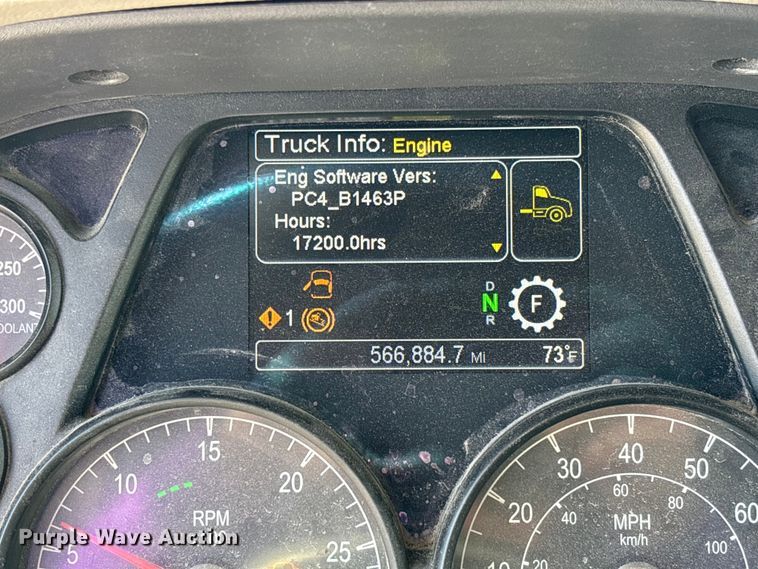 Truck Info: Engine
Eng Software Vers:
PC4_B1463P
Hours:
17200.0hrs
D
N
R
F
1
566,884.7 MI 73°F
250
300
COOLANT
5
10
15
20
25
RPM
10
20
30
40
50
60
20
40
60
80
100
MPH
km/h
Purple Wave Auction